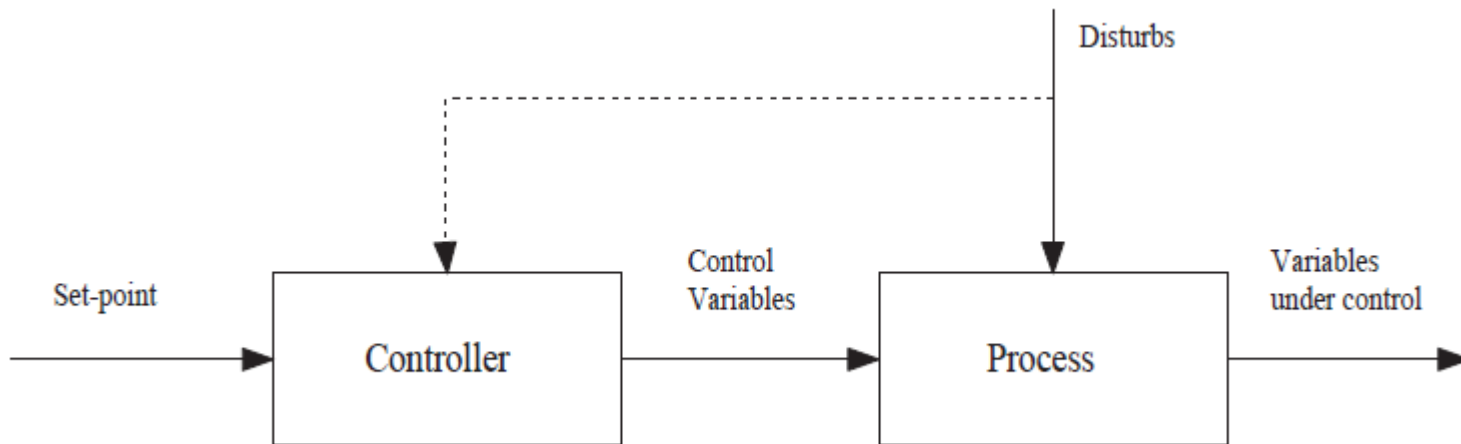 Disturbs
Set-point
Control
Variables
Variables
under control
Controller
Process